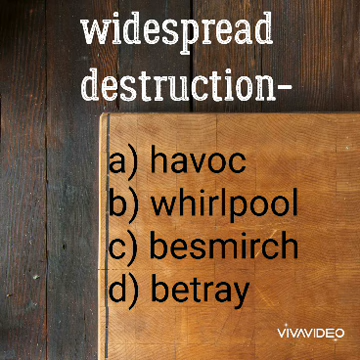 widespread
destruction-
a) havoc
b) whirlpool
c) besmirch
d) betray
VIVAVIDEO